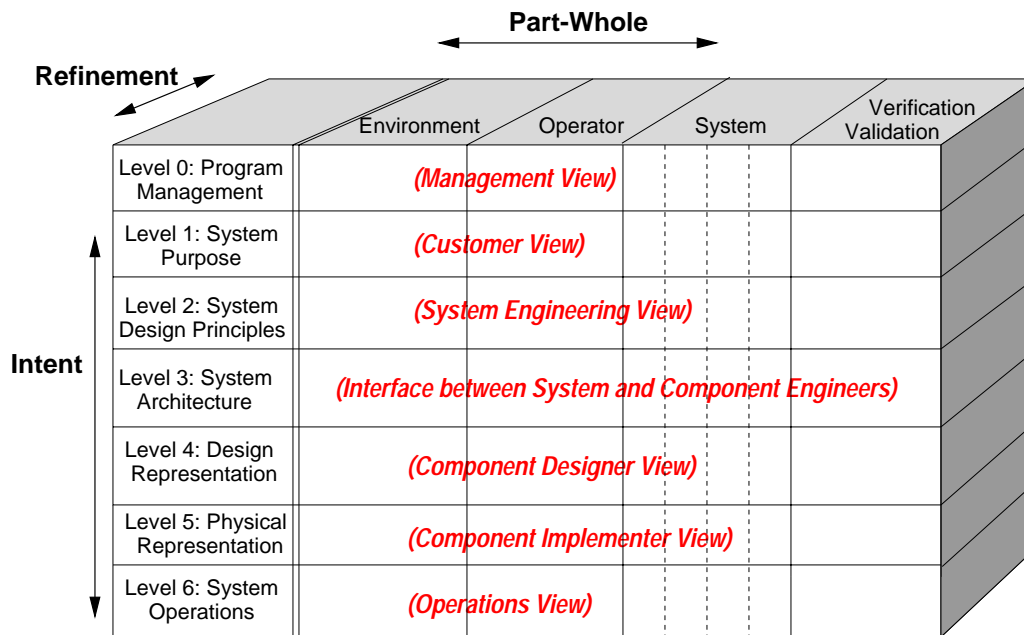 Part-Whole
Refinement
Environment
Operator
System
Verification
Validation
Level 0: Program
Management
(Management View)
Level 1: System
Purpose
(Customer View)
Level 2: System
Design Principles
(System Engineering View)
Intent
Level 3: System
Architecture
(Interface between System and Component Engineers)
Level 4: Design
Representation
(Component Designer View)
Level 5: Physical
Representation
(Component Implementer View)
Level 6: System
Operations
(Operations View)